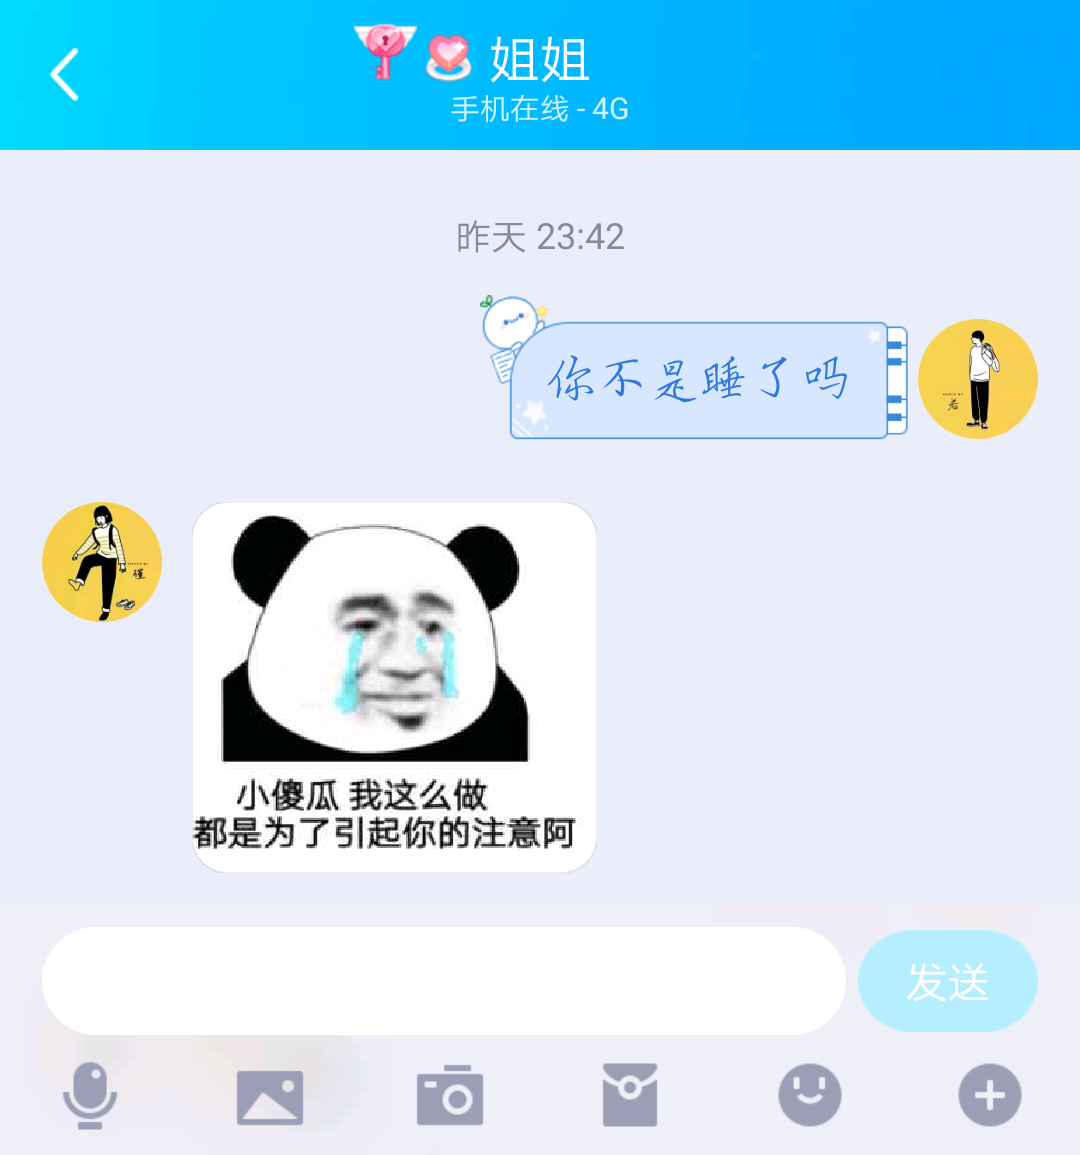 姐姐
手机在线 - 4G
昨天 23:42
你不是睡了吗
小傻瓜 我这么做
都是为了引起你的注意阿
发送